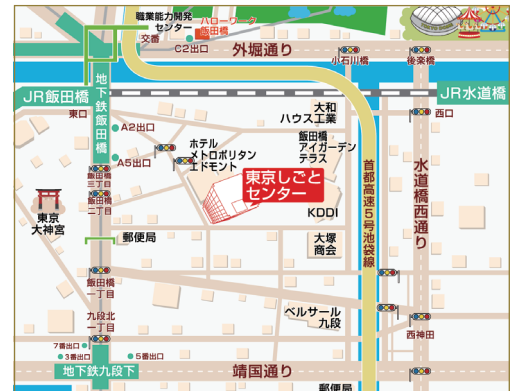 職業能力開発
センター
ハローワーク
飯田橋
交番
C2出口
外堀通り
小石川橋
後楽橋
JR飯田橋
地下鉄飯田橋
JR水道橋
東口
西口
A2出口
大和
ハウス工業
ホテル
メトロポリタン
エドモント
飯田橋
アイガーデン
テラス
A5出口
飯田橋
三丁目
東京しごと
センター
首都高速5号池袋線
水道橋西通り
飯田橋
二丁目
東京
大神宮
KDDI
郵便局
大塚
商会
飯田橋
一丁目
ベルサール
九段
九段北
一丁目
西神田
7番出口
3番出口
5番出口
地下鉄九段下
靖国通り
郵便局